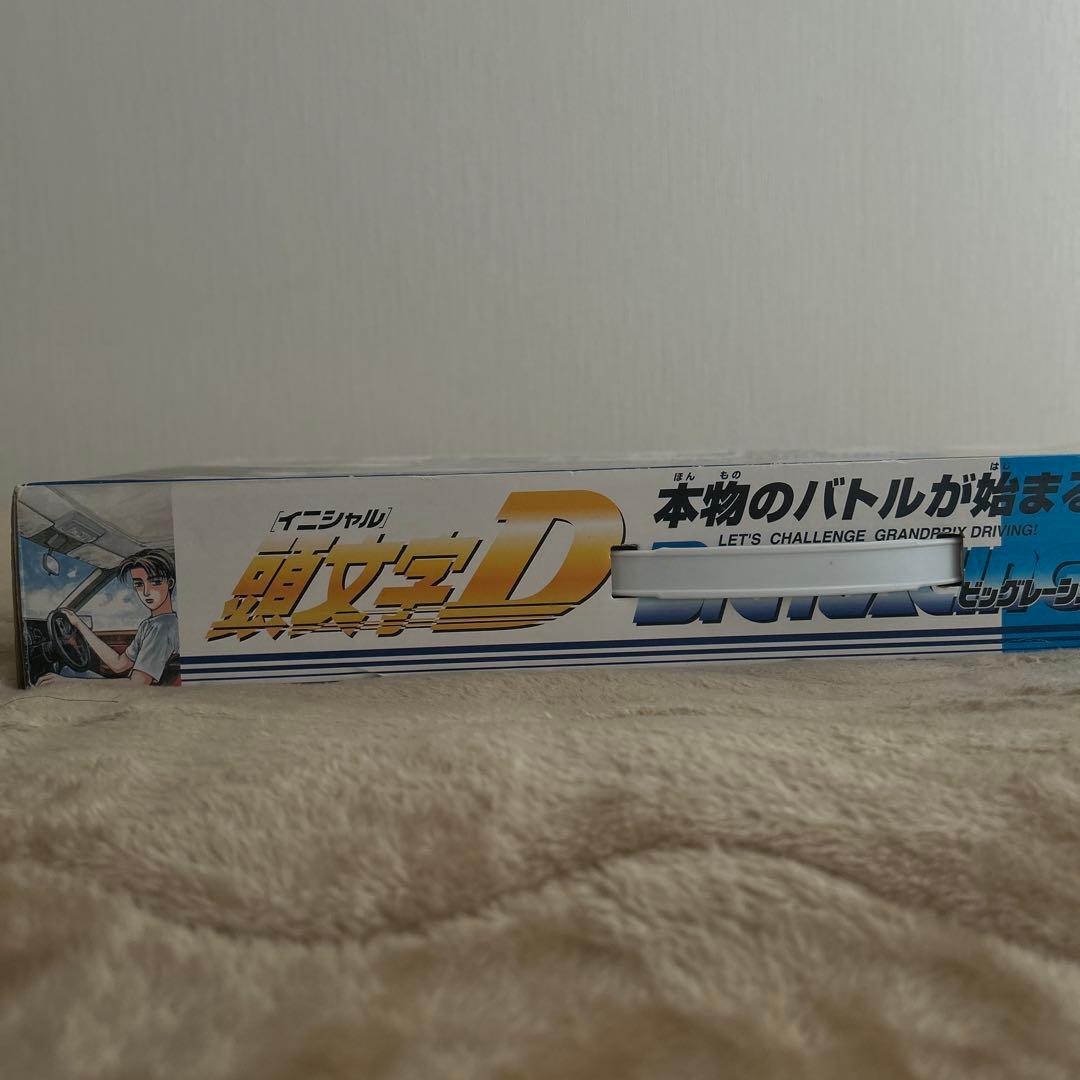 [イニシャル]
頭文字D
ほん もの はじ
本物のバトルが始まる
LET'S CHALLENGE GRANDPRIX DRIVING!
ビッグレーシ